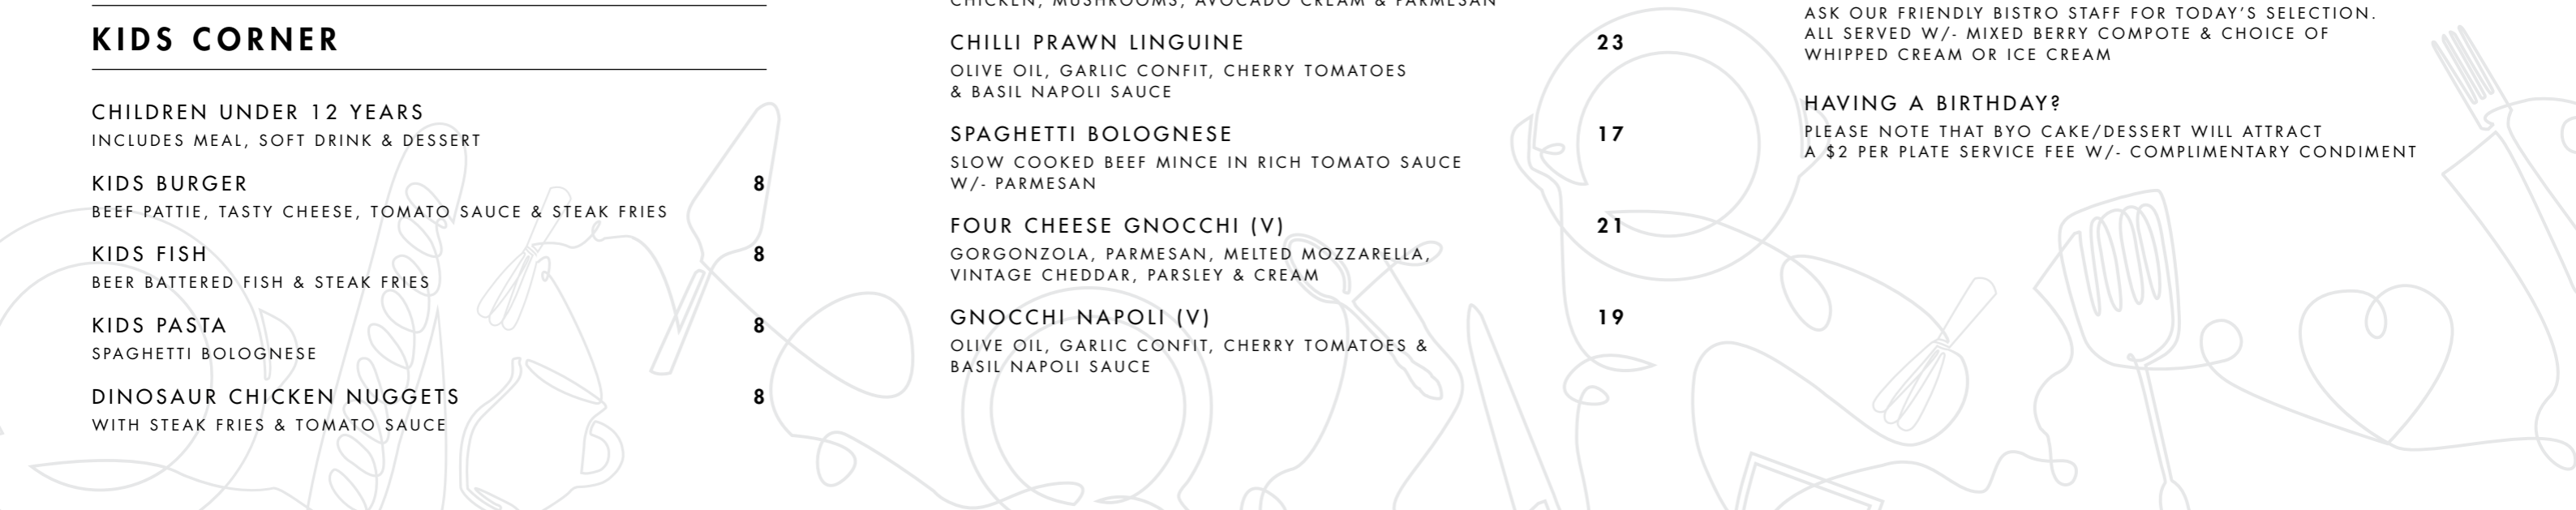 KIDS CORNER
CHILDREN UNDER 12 YEARS
INCLUDES MEAL, SOFT DRINK & DESSERT
KIDS BURGER 8
BEEF PATTIE, TASTY CHEESE, TOMATO SAUCE & STEAK FRIES
KIDS FISH 8
BEER BATTERED FISH & STEAK FRIES
KIDS PASTA 8
SPAGHETTI BOLOGNESE
DINOSAUR CHICKEN NUGGETS 8
WITH STEAK FRIES & TOMATO SAUCE
CHICKEN, MUSHROOMS, AVOCADO CREAM & PARMESAN
CHILLI PRAWN LINGUINE 23
OLIVE OIL, GARLIC CONFIT, CHERRY TOMATOES
& BASIL NAPOLI SAUCE
SPAGHETTI BOLOGNESE 17
SLOW COOKED BEEF MINCE IN RICH TOMATO SAUCE
W/- PARMESAN
FOUR CHEESE GNOCCHI (V) 21
GORGONZOLA, PARMESAN, MELTED MOZZARELLA,
VINTAGE CHEDDAR, PARSLEY & CREAM
GNOCCHI NAPOLI (V) 19
OLIVE OIL, GARLIC CONFIT, CHERRY TOMATOES &
BASIL NAPOLI SAUCE
ASK OUR FRIENDLY BISTRO STAFF FOR TODAY'S SELECTION.
ALL SERVED W/- MIXED BERRY COMPOTE & CHOICE OF
WHIPPED CREAM OR ICE CREAM
HAVING A BIRTHDAY?
PLEASE NOTE THAT BYO CAKE/DESSERT WILL ATTRACT
A $2 PER PLATE SERVICE FEE W/- COMPLIMENTARY CONDIMENT